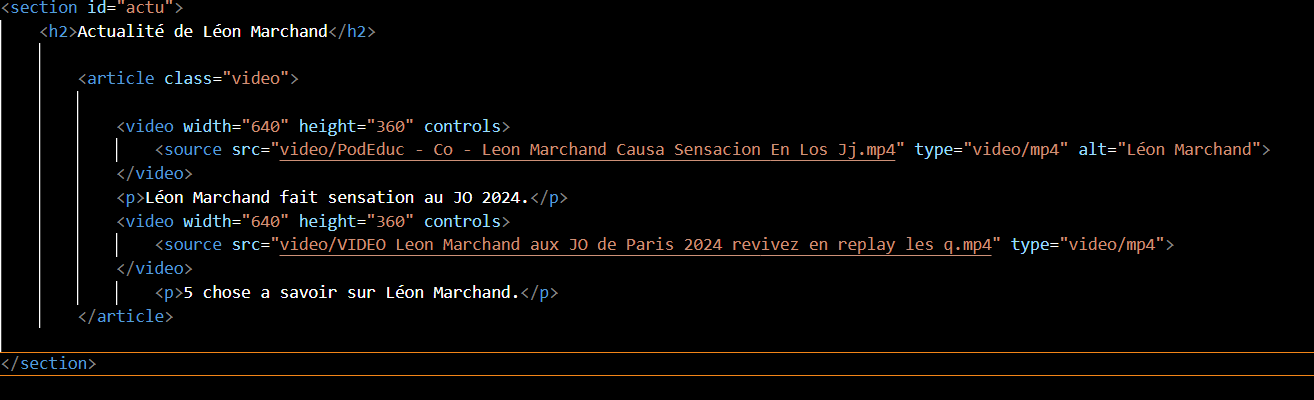 <section id="actu">
<h2>Actualité de Léon Marchand</h2>
<article class="video">
<video width="640" height="360" controls>
<source src="video/PodEduc - Co - Leon Marchand Causa Sensacion En Los Jj.mp4" type="video/mp4" alt="Léon Marchand">
</video>
<p>Léon Marchand fait sensation au JO 2024.</p>
<video width="640" height="360" controls>
<source src="video/VIDEO Leon Marchand aux JO de Paris 2024 revivez en replay les q.mp4" type="video/mp4">
</video>
<p>5 chose a savoir sur Léon Marchand.</p>
</article>
</section>